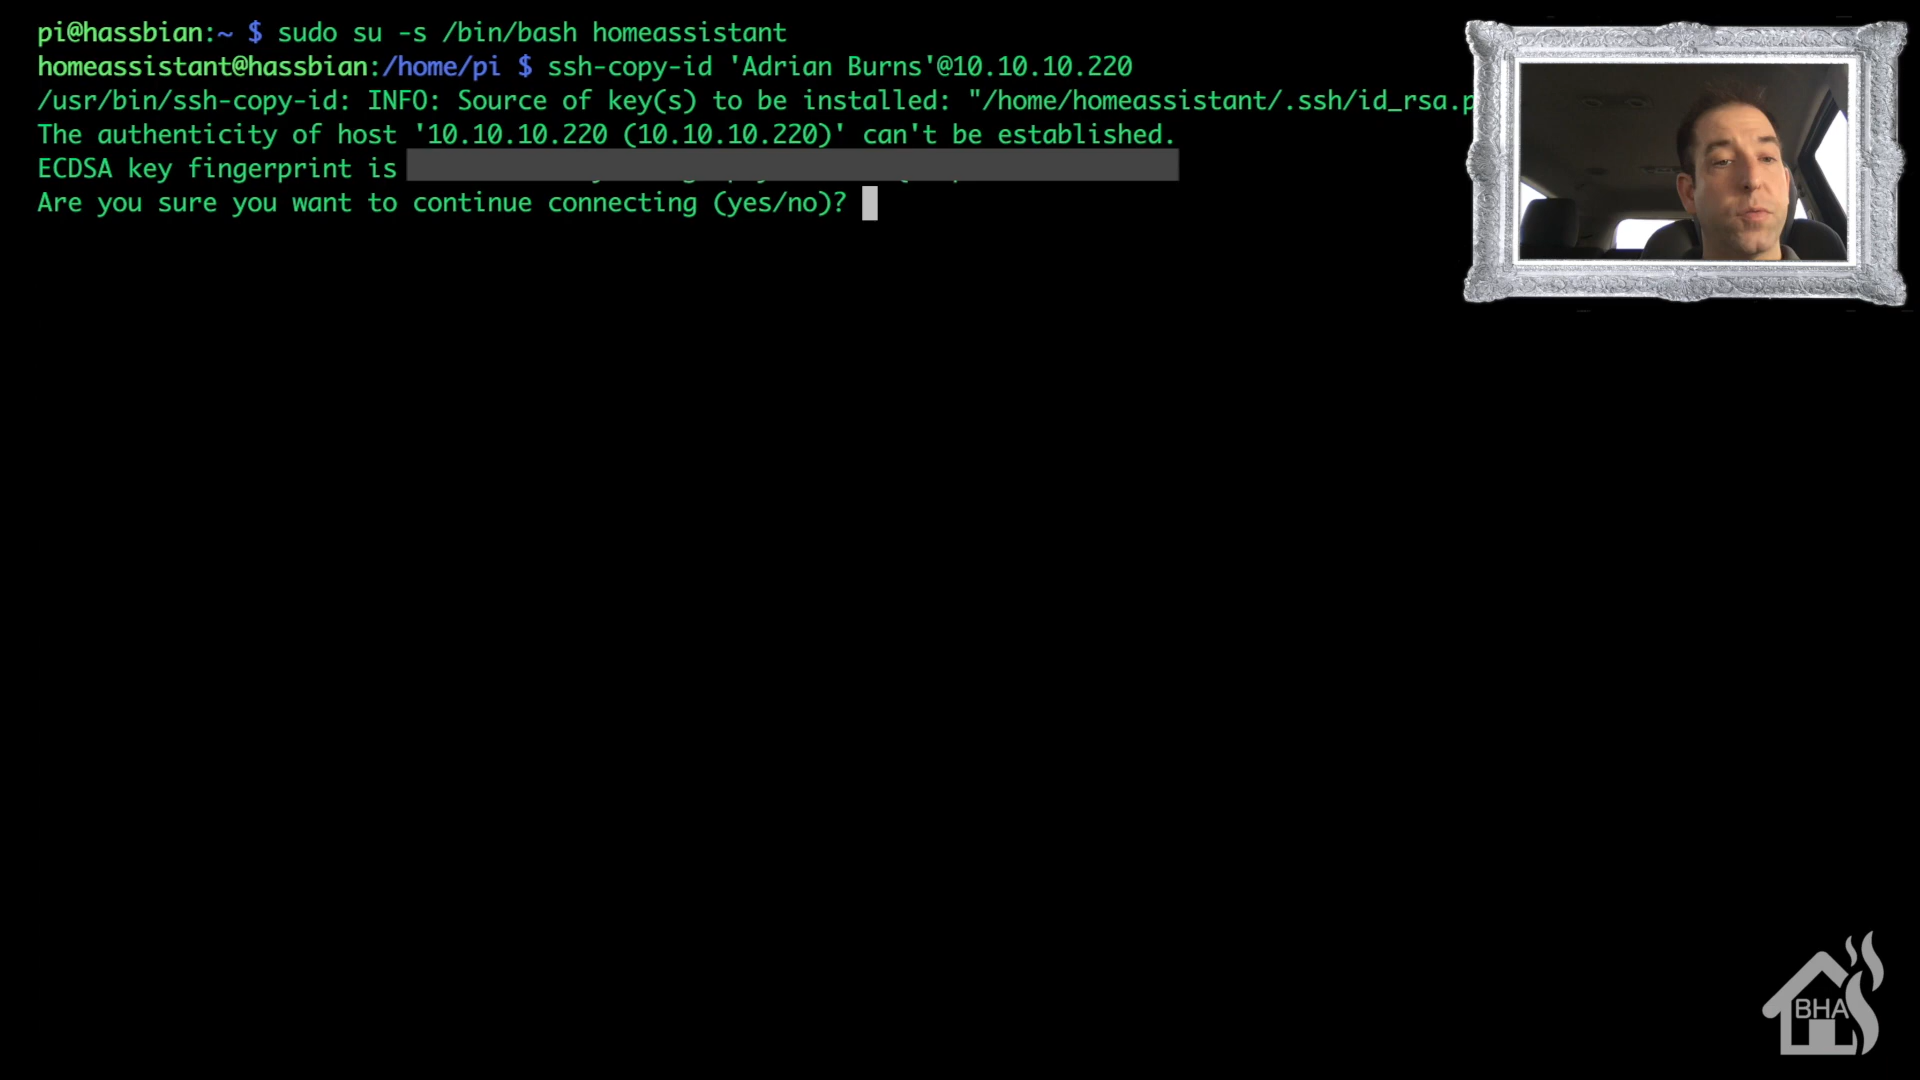 pi@hassbian:~ $ sudo su -s /bin/bash homeassistant
homeassistant@hassbian:/home/pi $ ssh-copy-id 'Adrian Burns'@10.10.10.220
/usr/bin/ssh-copy-id: INFO: Source of key(s) to be installed: "/home/homeassistant/.ssh/id_rsa.p
The authenticity of host '10.10.10.220 (10.10.10.220)' can't be established.
ECDSA key fingerprint is
Are you sure you want to continue connecting (yes/no)?
BHA